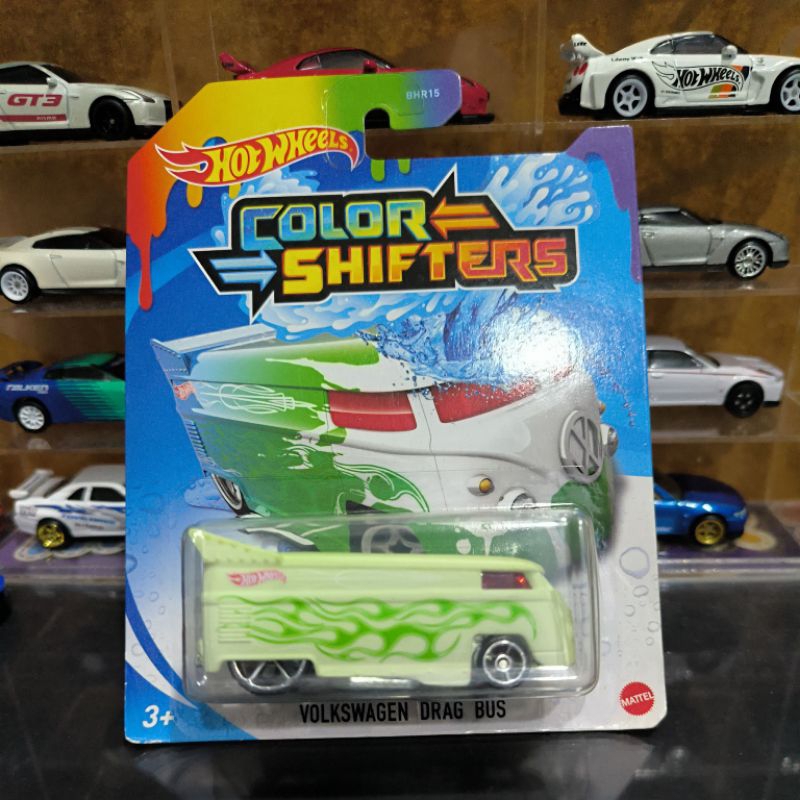 BHR15
HOT WHEELS
COLOR
SHIFTERS
GT3
HOT WHEELS
FALKEN
HOT WHEELS
3+
VOLKSWAGEN DRAG BUS
MATTEL